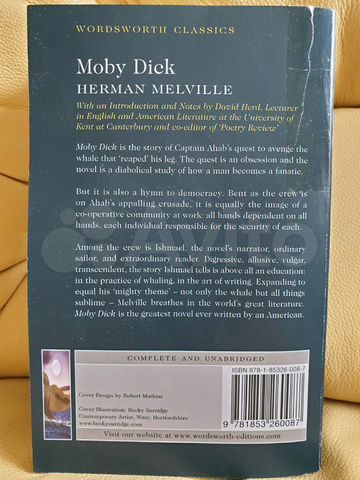 WORDSWORTH CLASSICS
Moby Dick
HERMAN MELVILLE
With an Introduction and Notes by David Herd, Lecturer
in English and American Literature at the University of
Kent at Canterbury and co-editor of 'Poetry Review'
Moby Dick is the story of Captain Ahab's quest to avenge the
whale that 'reaped' his leg. The quest is an obsession and the
novel is a diabolical study of how a man becomes a fanatic.
But it is also a hymn to democracy. Bent as the crew is
on Ahab's appalling crusade, it is equally the image of a
co-operative community at work: all hands dependent on all
hands, each individual responsible for the security of each.
Among the crew is Ishmael, the novel's narrator, ordinary
sailor, and extraordinary reader. Digressive, allusive, vulgar,
transcendent, the story Ishmael tells is above all an education:
in the practice of whaling, in the art of writing. Expanding to
equal his 'mighty theme' – not only the whale but all things
sublime – Melville breathes in the world's great literature.
Moby Dick is the greatest novel ever written by an American.
COMPLETE AND UNABRIDGED
Cover Design by Robert Mathias
Cover Illustration: Becky Surridge
Contemporary Artist, Ware, Hertfordshire
www.beckysurridge.com
ISBN 978-1-85326-008-7
9 781853 260087
Visit our website at www.wordsworth-editions.com